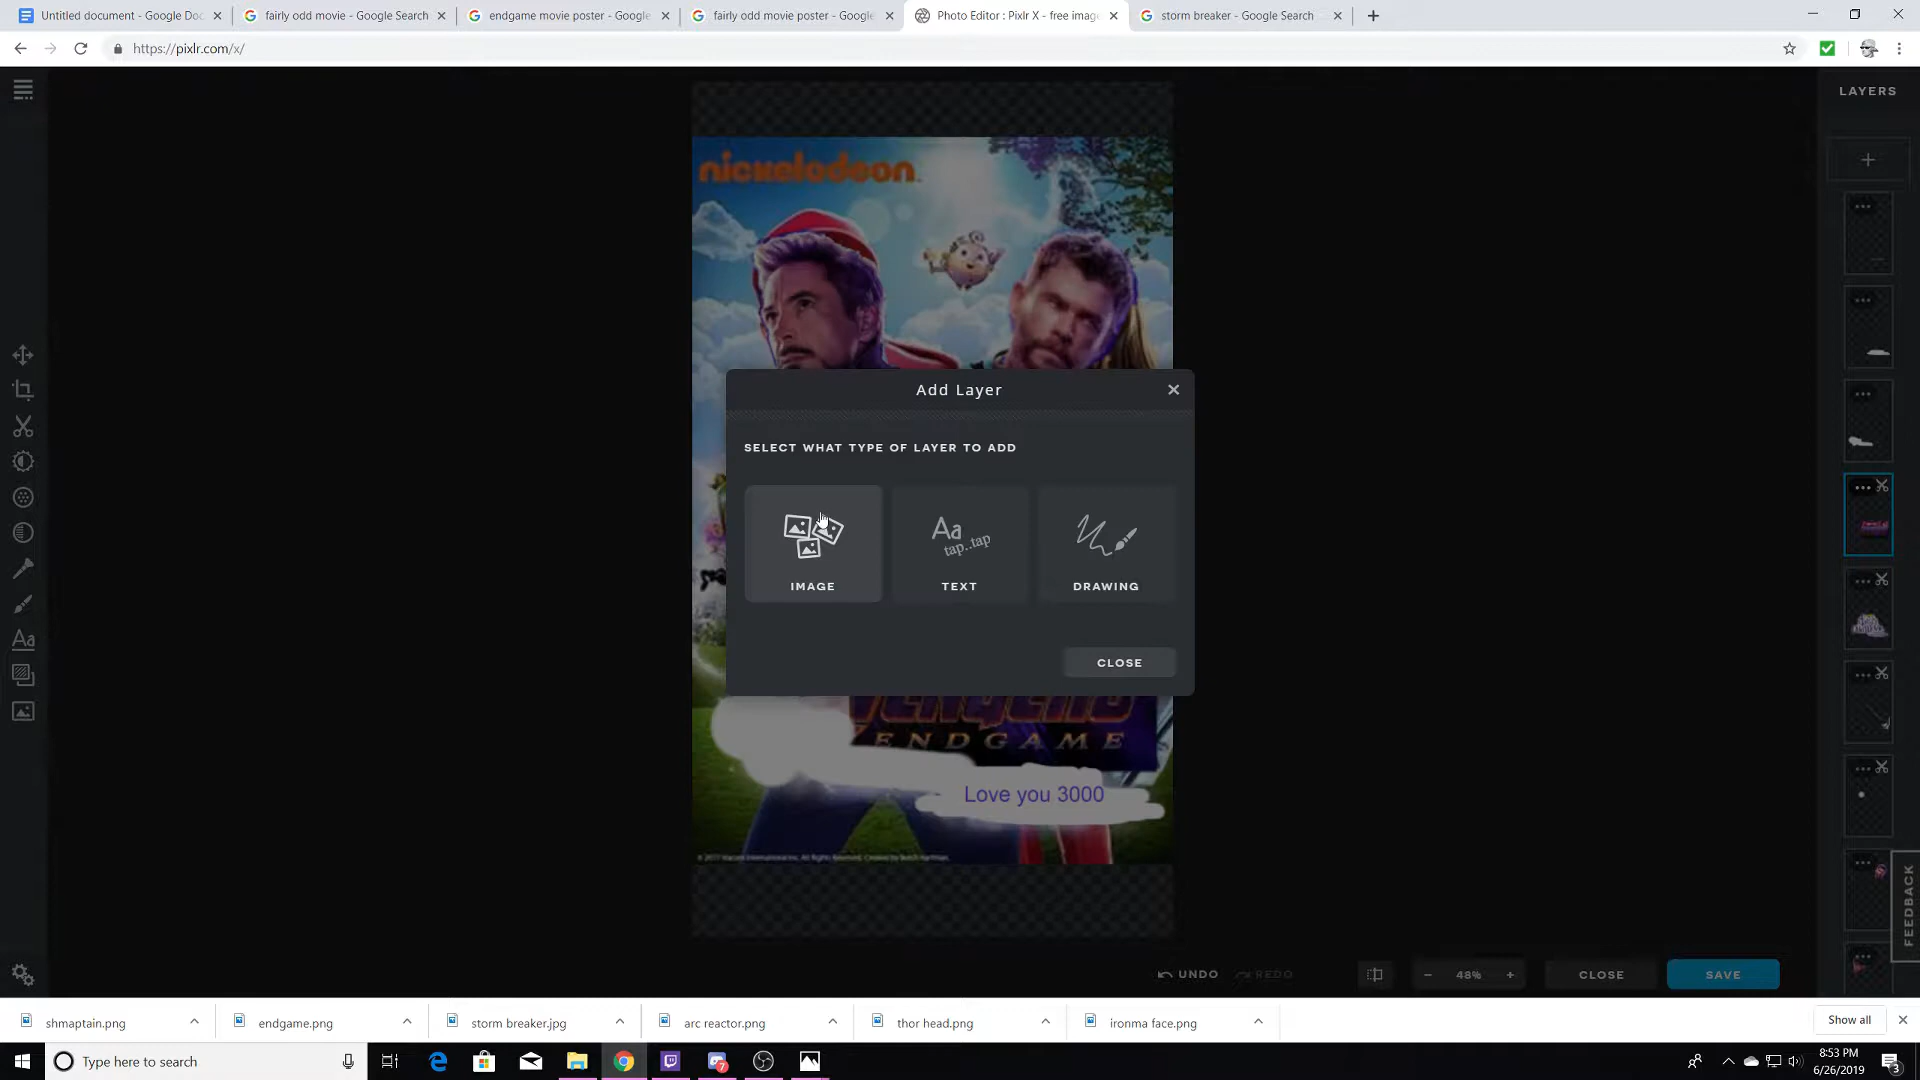 Untitled document - Google Doc
fairly odd movie - Google Search
endgame movie poster - Google
fairly odd movie poster - Google
Photo Editor : Pixlr X - free imag
storm breaker - Google Search
https://pixlr.com/x/
LAYERS
nickelodeon
Add Layer
SELECT WHAT TYPE OF LAYER TO ADD
Aa
tap..tap
IMAGE
TEXT
DRAWING
CLOSE
Aa
ENDGAME
Love you 3000
FEEDBACK
UNDO
REDO
48%
CLOSE
SAVE
shmaptain.png
endgame.png
storm breaker.jpg
arc reactor.png
thor head.png
ironma face.png
Show all
Type here to search
7
8:53 PM
6/26/2019
3